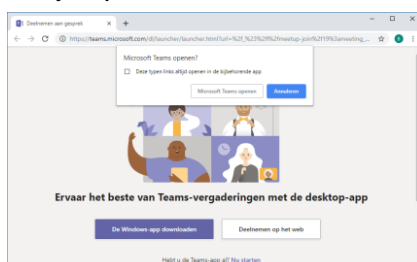 Deelnemen aan gesprek
https://teams.microsoft.com/dl/launcher/launcher.html?url=%2F_%23%2Fl%2Fmeetup-join%2F19%3ameeting_...
Microsoft Teams openen?
Deze typen links altijd openen in de bijbehorende app
Microsoft Teams openen
Annuleren
Ervaar het beste van Teams-vergaderingen met de desktop-app
De Windows-app downloaden
Deelnemen op het web
Hebt u de Teams-app al? Nu starten